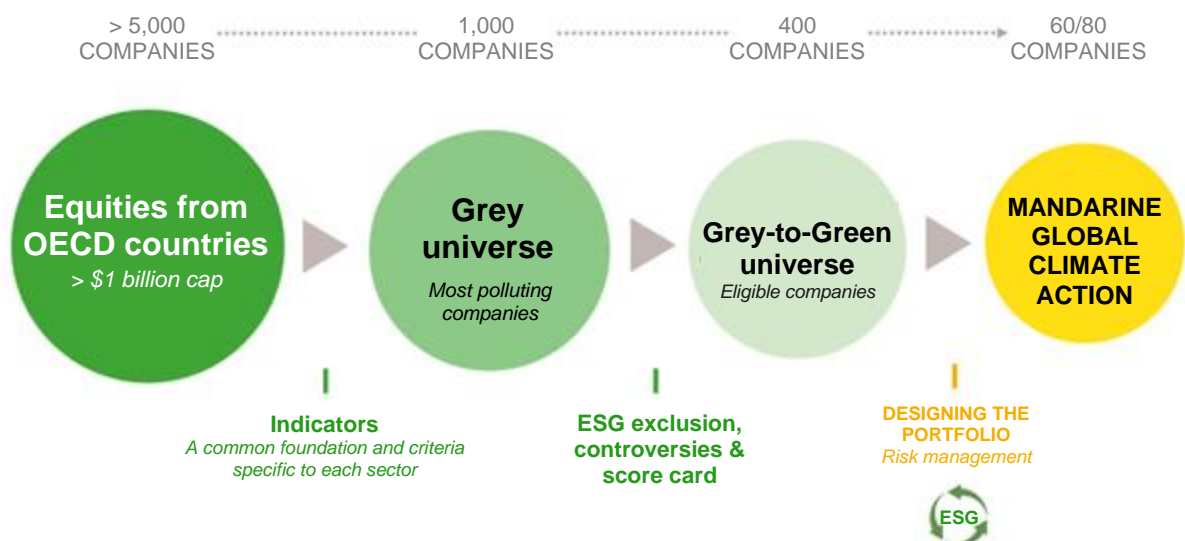 > 5,000
COMPANIES
1,000
COMPANIES
400
COMPANIES
60/80
COMPANIES
Equities from
OECD countries
> $1 billion cap
Grey
universe
Most polluting
companies
Grey-to-Green
universe
Eligible companies
MANDARINE
GLOBAL
CLIMATE
ACTION
Indicators
A common foundation and criteria
specific to each sector
ESG exclusion,
controversies &
score card
DESIGNING THE
PORTFOLIO
Risk management
ESG